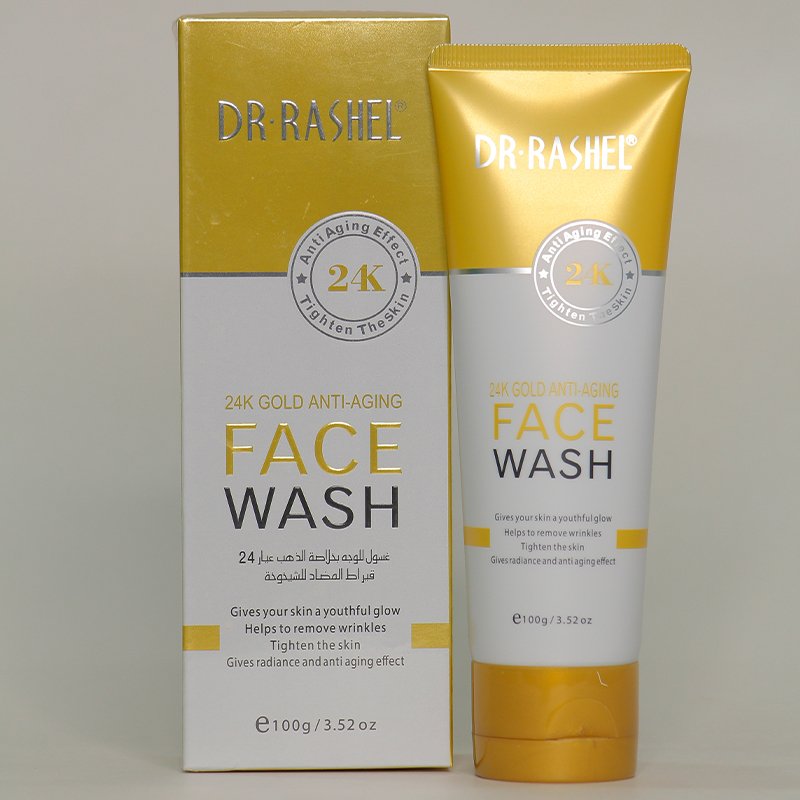 DR·RASHEL®
Anti Aging Effect
24K
Tighten The Skin
24K GOLD ANTI-AGING
FACE
WASH
غسول للوجه بخلاصة الذهب عيار 24
قيراط المضاد للشيخوخة
Gives your skin a youthful glow
Helps to remove wrinkles
Tighten the skin
Gives radiance and anti aging effect
℮100g/3.52oz
DR·RASHEL®
Anti Aging Effect
24K
Tighten The Skin
24K GOLD ANTI-AGING
FACE
WASH
Gives your skin a youthful glow
Helps to remove wrinkles
Tighten the skin
Gives radiance and anti aging effect
℮100g/3.52oz